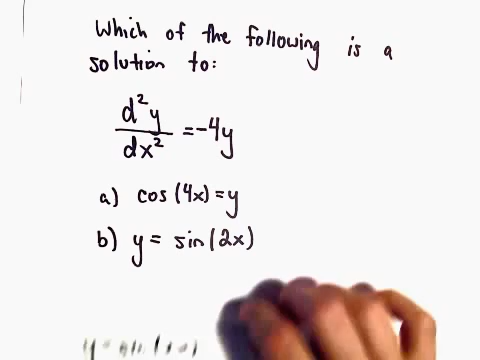 Which of the following is a
solution to:
d²y/dx² = -4y
a) cos(4x) = y
b) y = sin(2x)